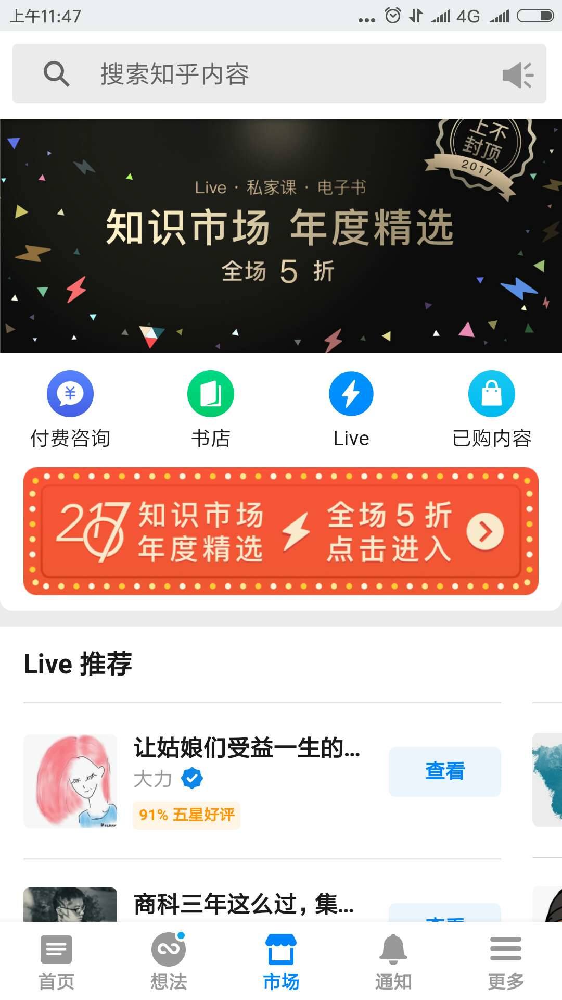 上午11:47
4G
搜索知乎内容
上不
封顶
2017
Live · 私家课 · 电子书
知识市场 年度精选
全场 5 折
付费咨询
书店
Live
已购内容
2017 知识市场 年度精选
全场5折
点击进入
Live 推荐
让姑娘们受益一生的...
大力
91% 五星好评
查看
商科三年这么过，集...
查看
首页
想法
市场
通知
更多